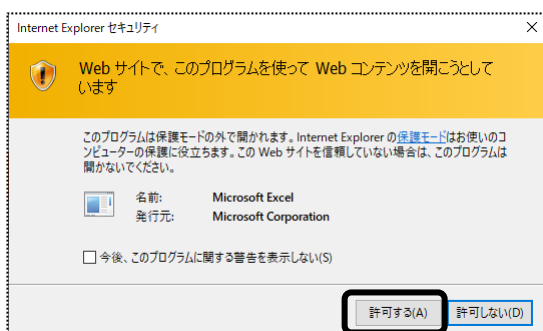 Internet Explorer セキュリティ
Web サイトで、このプログラムを使って Web コンテンツを開こうとして
います
このプログラムは保護モードの外で開かれます。Internet Explorer の保護モードはお使いのコ
ンピューターの保護に役立ちます。この Web サイトを信頼していない場合は、このプログラムは
開かないでください。
名前: Microsoft Excel
発行元: Microsoft Corporation
今後、このプログラムに関する警告を表示しない(S)
許可する(A) 許可しない(D)